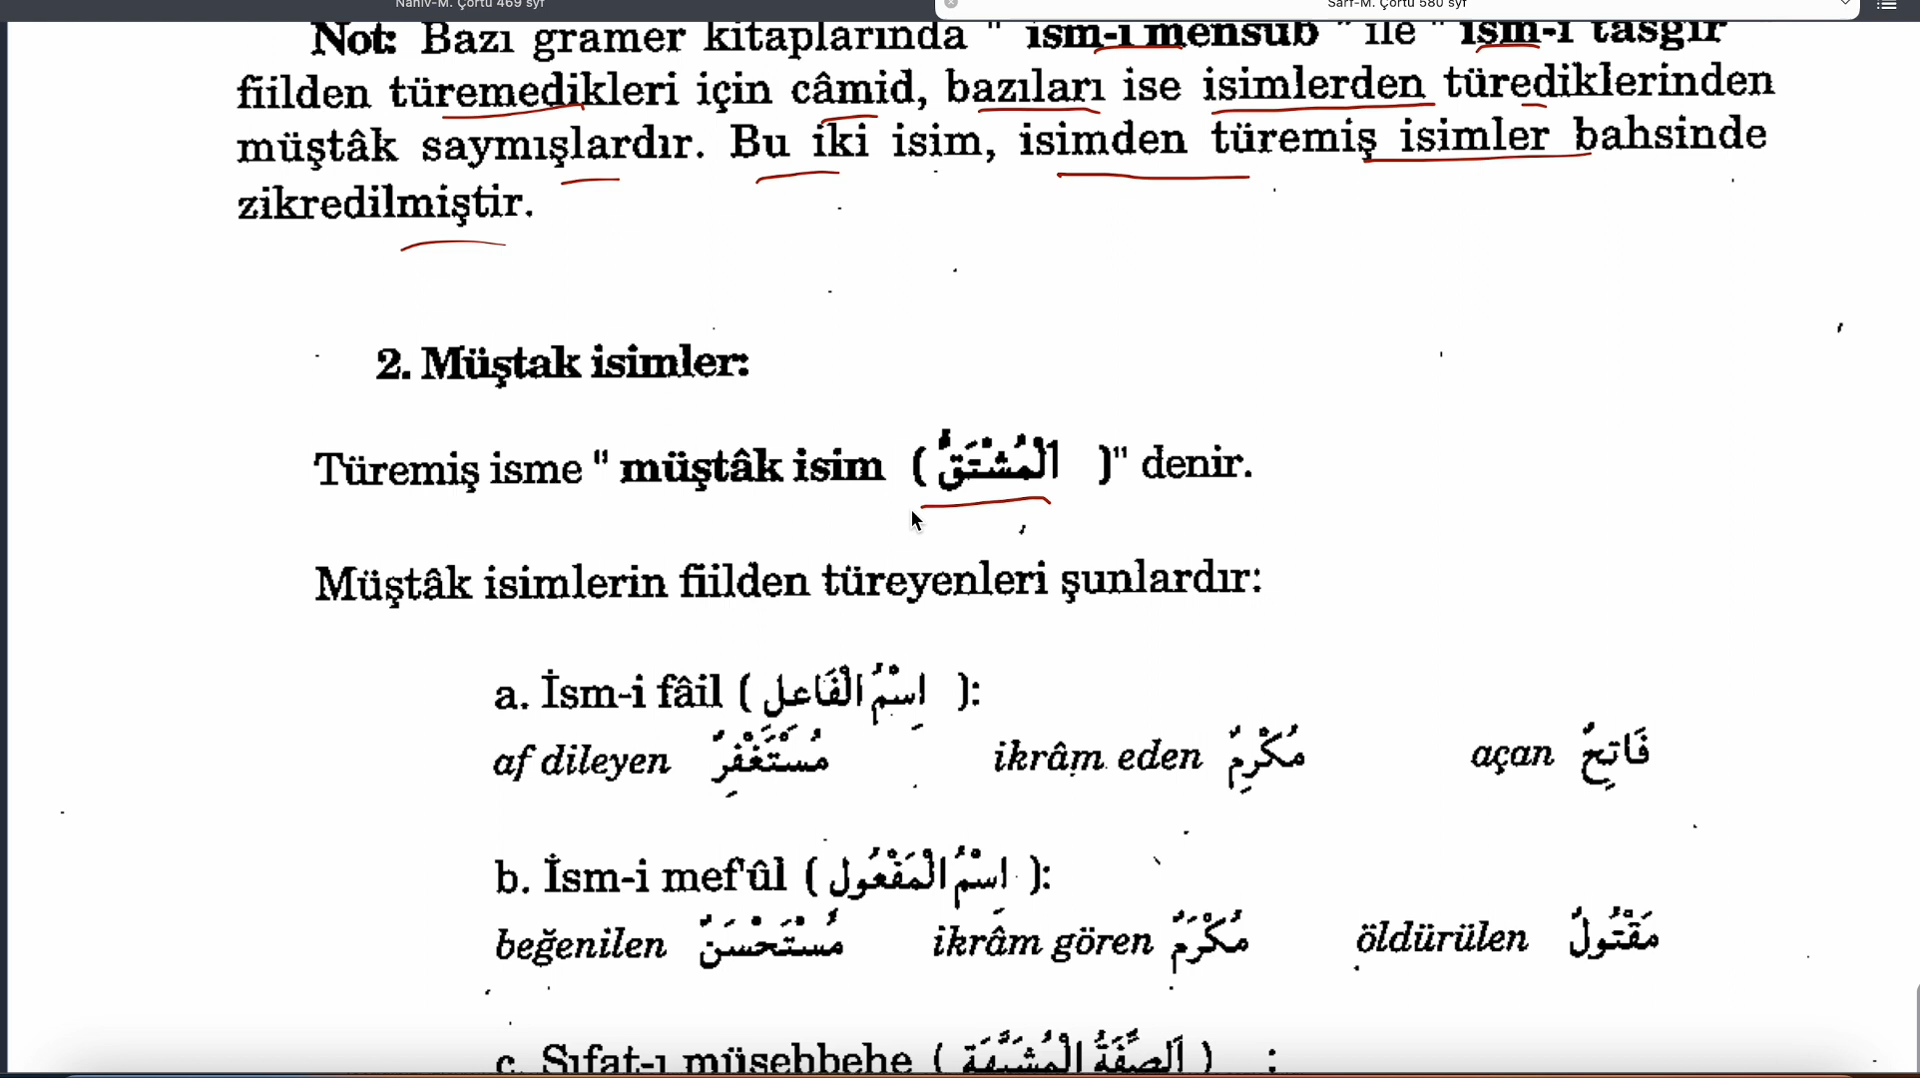 Nahiv-M. Çörtü 469 syf
Sarf-M. Çörtü 580 syf
Not: Bazı gramer kitaplarında " ism-i mensub " ile " ism-i tasgîr
fiilden türemedikleri için câmid, bazıları ise isimlerden türediklerinden
müştâk saymışlardır. Bu iki isim, isimden türemiş isimler bahsinde
zikredilmiştir.
2. Müştak isimler:
Türemiş isme " müştâk isim ( اَلْمُشْتَقُّ )" denir.
Müştâk isimlerin fiilden türeyenleri şunlardır:
a. İsm-i fâil ( اِسْمُ الْفَاعِل ):
af dileyen مُسْتَغْفِرٌ ikrâm eden مُكْرِمٌ açan فَاتِحٌ
b. İsm-i mef'ûl ( اِسْمُ الْمَفْعُول ):
beğenilen مُسْتَحْسَنٌ ikrâm gören مُكْرَمٌ öldürülen مَقْتُولٌ
c. Sıfat-ı müşebbehe ( اَلصِّفَةُ الْمُشَبَّهَة ) :